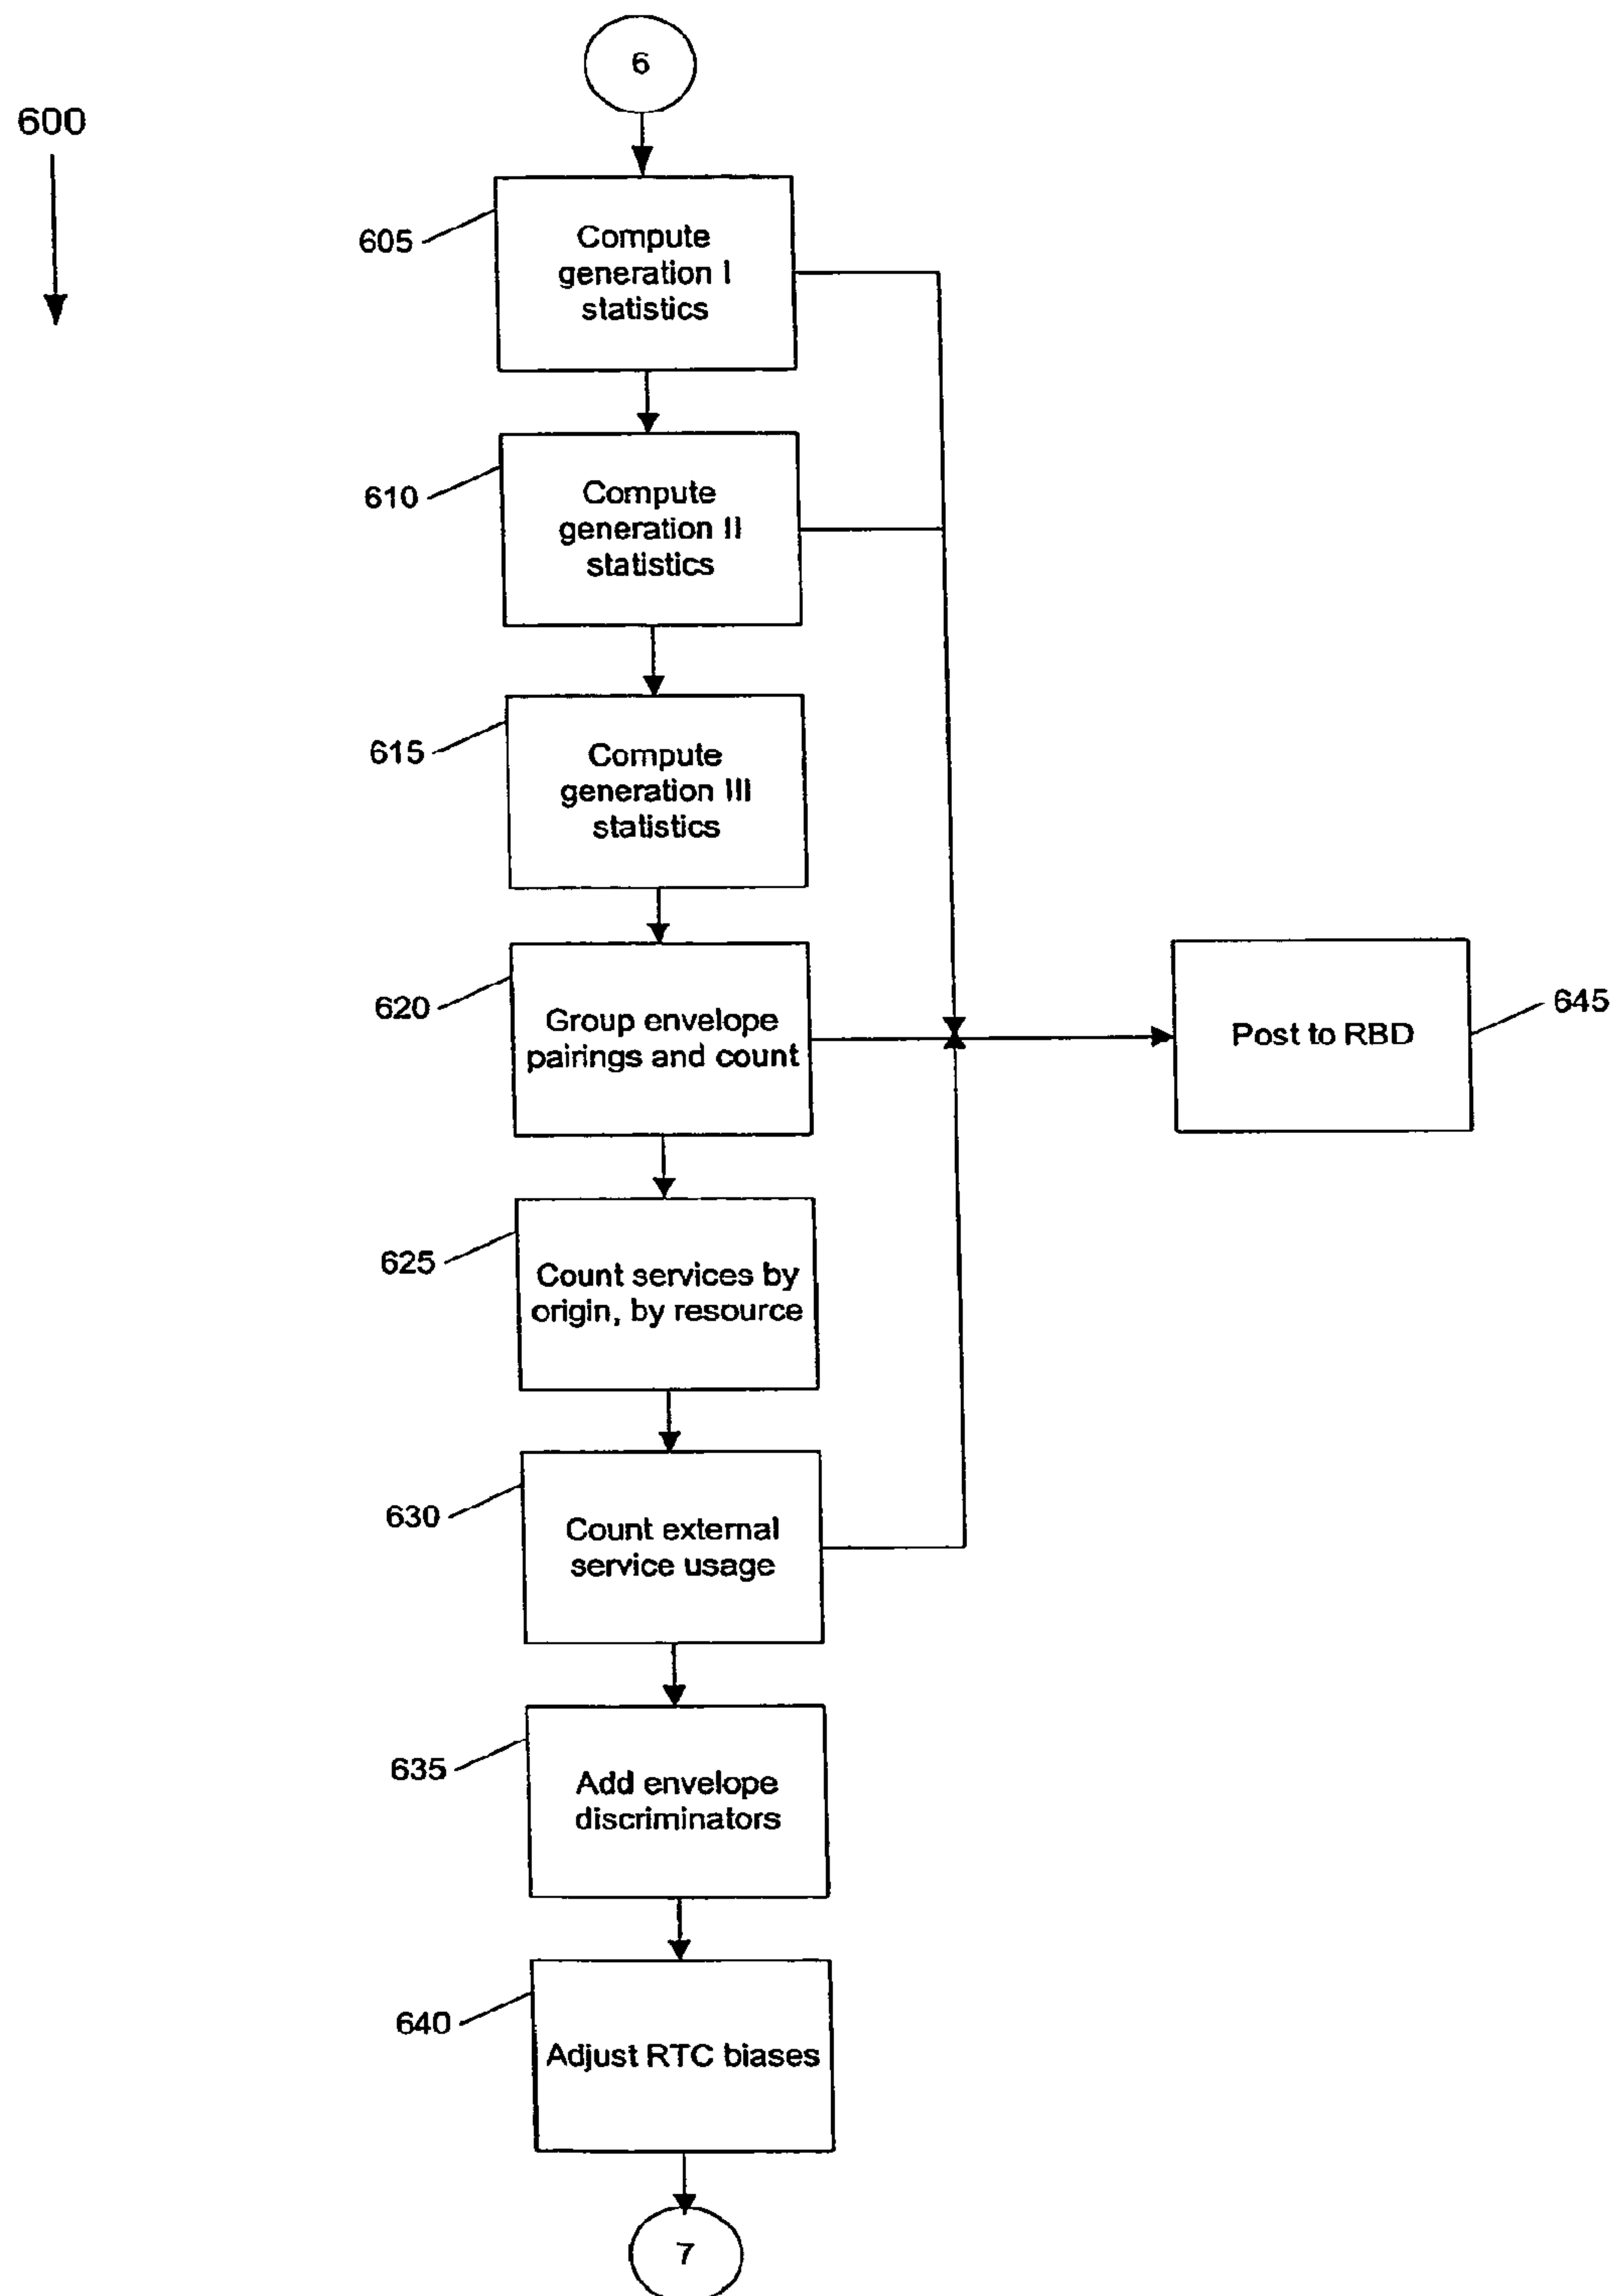 6
600
605
Compute
generation I
statistics
610
Compute
generation II
statistics
615
Compute
generation III
statistics
620
Group envelope
pairings and count
Post to RBD
645
625
Count services by
origin, by resource
630
Count external
service usage
635
Add envelope
discriminators
640
Adjust RTC biases
7